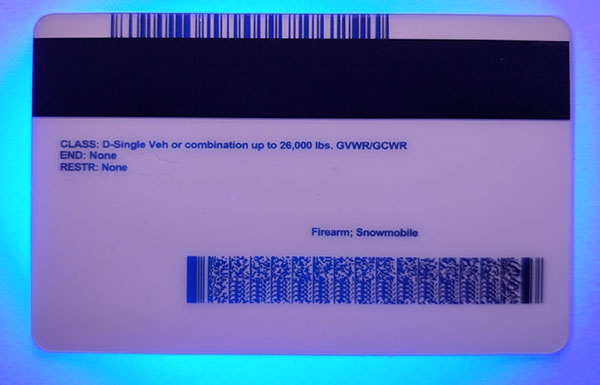 CLASS: D-Single Veh or combination up to 26,000 lbs. GVWR/GCWR
END: None
RESTR: None
Firearm; Snowmobile